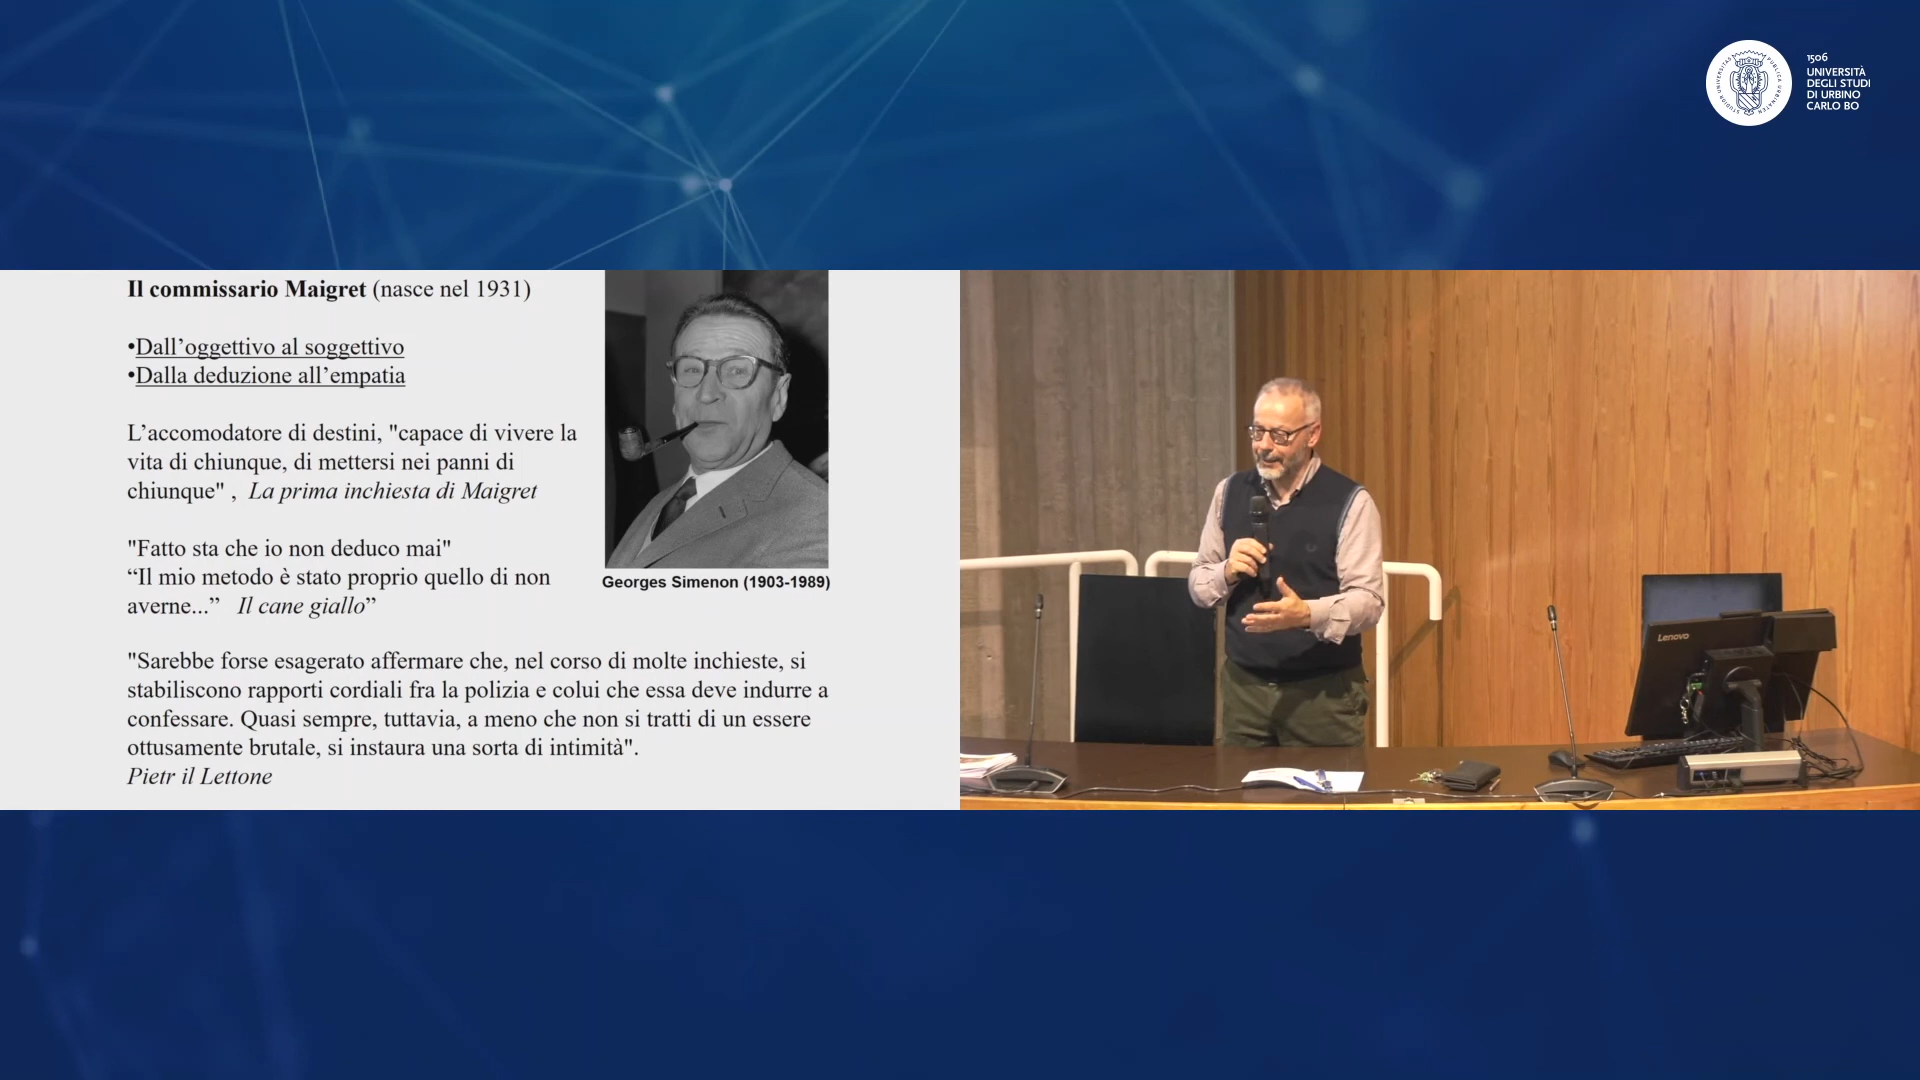 1506
UNIVERSITÀ
DEGLI STUDI
DI URBINO
CARLO BO
Il commissario Maigret (nasce nel 1931)
•Dall’oggettivo al soggettivo
•Dalla deduzione all’empatia
L’accomodatore di destini, "capace di vivere la
vita di chiunque, di mettersi nei panni di
chiunque" , La prima inchiesta di Maigret
"Fatto sta che io non deduco mai"
“Il mio metodo è stato proprio quello di non
averne...” Il cane giallo”
Georges Simenon (1903-1989)
"Sarebbe forse esagerato affermare che, nel corso di molte inchieste, si
stabiliscono rapporti cordiali fra la polizia e colui che essa deve indurre a
confessare. Quasi sempre, tuttavia, a meno che non si tratti di un essere
ottusamente brutale, si instaura una sorta di intimità".
Pietr il Lettone
Lenovo